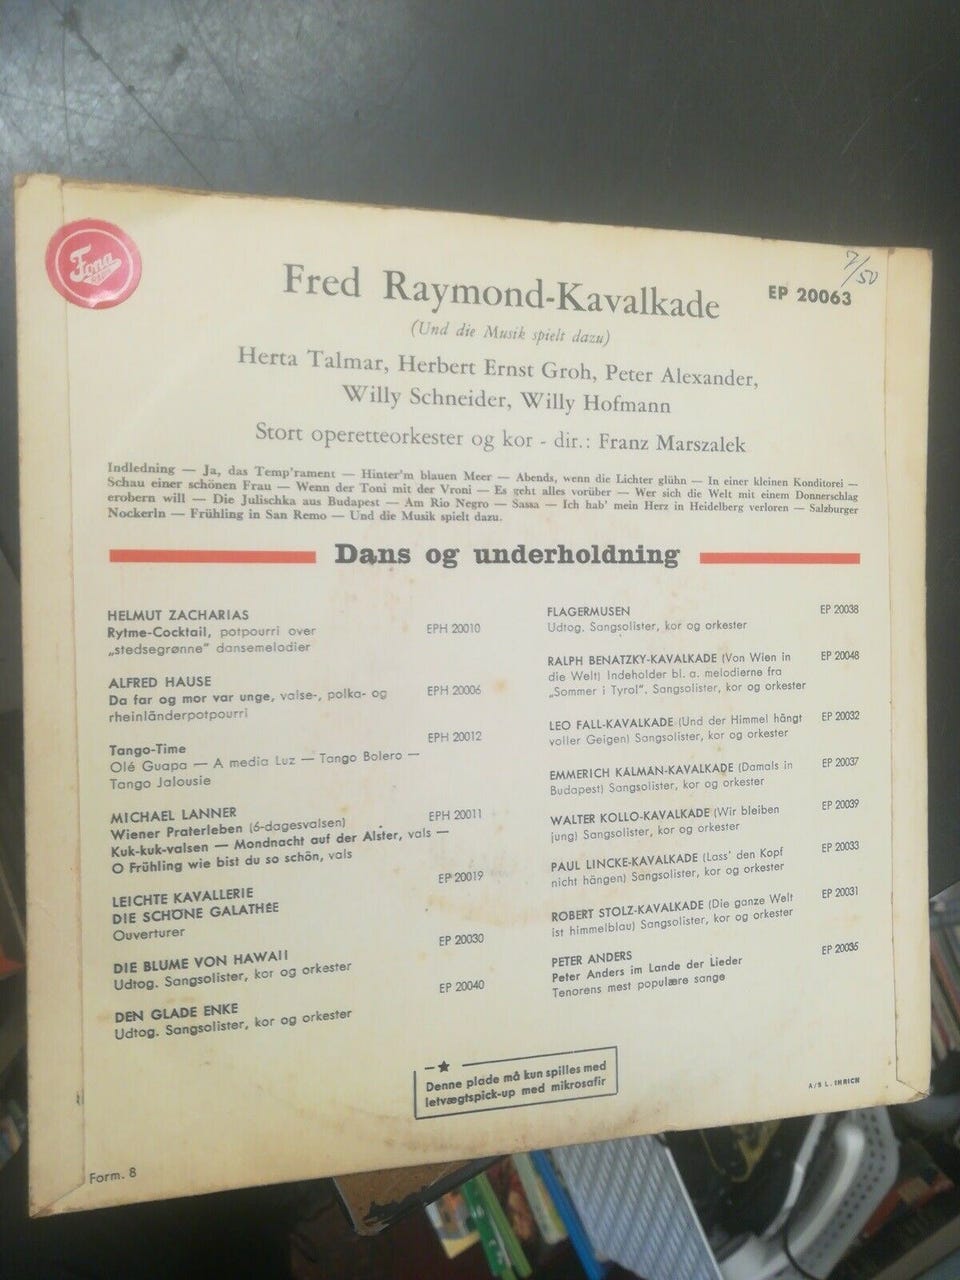 Fona
RADIO
7/50
Fred Raymond-Kavalkade
EP 20063
(Und die Musik spielt dazu)
Herta Talmar, Herbert Ernst Groh, Peter Alexander,
Willy Schneider, Willy Hofmann
Stort operetteorkester og kor - dir.: Franz Marszalek
Indledning — Ja, das Temp'rament — Hinter'm blauen Meer — Abends, wenn die Lichter glühn — In einer kleinen Konditorei —
Schau einer schönen Frau — Wenn der Toni mit der Vroni — Es geht alles vorüber — Wer sich die Welt mit einem Donnerschlag
erobern will — Die Julischka aus Budapest — Am Rio Negro — Sassa — Ich hab' mein Herz in Heidelberg verloren — Salzburger
Nockerln — Frühling in San Remo — Und die Musik spielt dazu.
Dans og underholdning
HELMUT ZACHARIAS
Rytme-Cocktail, potpourri over EPH 20010
„stedsegrønne" dansemelodier
ALFRED HAUSE
Da far og mor var unge, valse-, polka- og EPH 20006
rheinländerpotpourri
EPH 20012
Tango-Time
Olé Guapa — A media Luz — Tango Bolero —
Tango Jalousie
MICHAEL LANNER EPH 20011
Wiener Praterleben (6-dagesvalsen)
Kuk-kuk-valsen — Mondnacht auf der Alster, vals —
O Frühling wie bist du so schön, vals
EP 20019
LEICHTE KAVALLERIE
DIE SCHÖNE GALATHÉE
Ouverturer
EP 20030
DIE BLUME VON HAWAII
Udtog. Sangsolister, kor og orkester
EP 20040
DEN GLADE ENKE
Udtog. Sangsolister, kor og orkester
FLAGERMUSEN EP 20038
Udtog. Sangsolister, kor og orkester
RALPH BENATZKY-KAVALKADE (Von Wien in EP 20048
die Welt) Indeholder bl. a. melodierne fra
„Sommer i Tyrol". Sangsolister, kor og orkester
LEO FALL-KAVALKADE (Und der Himmel hängt EP 20032
voller Geigen) Sangsolister, kor og orkester
EMMERICH KÁLMÁN-KAVALKADE (Damals in EP 20037
Budapest) Sangsolister, kor og orkester
WALTER KOLLO-KAVALKADE (Wir bleiben EP 20039
jung) Sangsolister, kor og orkester
PAUL LINCKE-KAVALKADE (Lass' den Kopf EP 20033
nicht hängen) Sangsolister, kor og orkester
ROBERT STOLZ-KAVALKADE (Die ganze Welt EP 20031
ist himmelblau) Sangsolister, kor og orkester
PETER ANDERS EP 20035
Peter Anders im Lande der Lieder
Tenorens mest populære sange
Denne plade må kun spilles med
letvægtspick-up med mikrosafir
A/S L. IHRICH
Form. 8